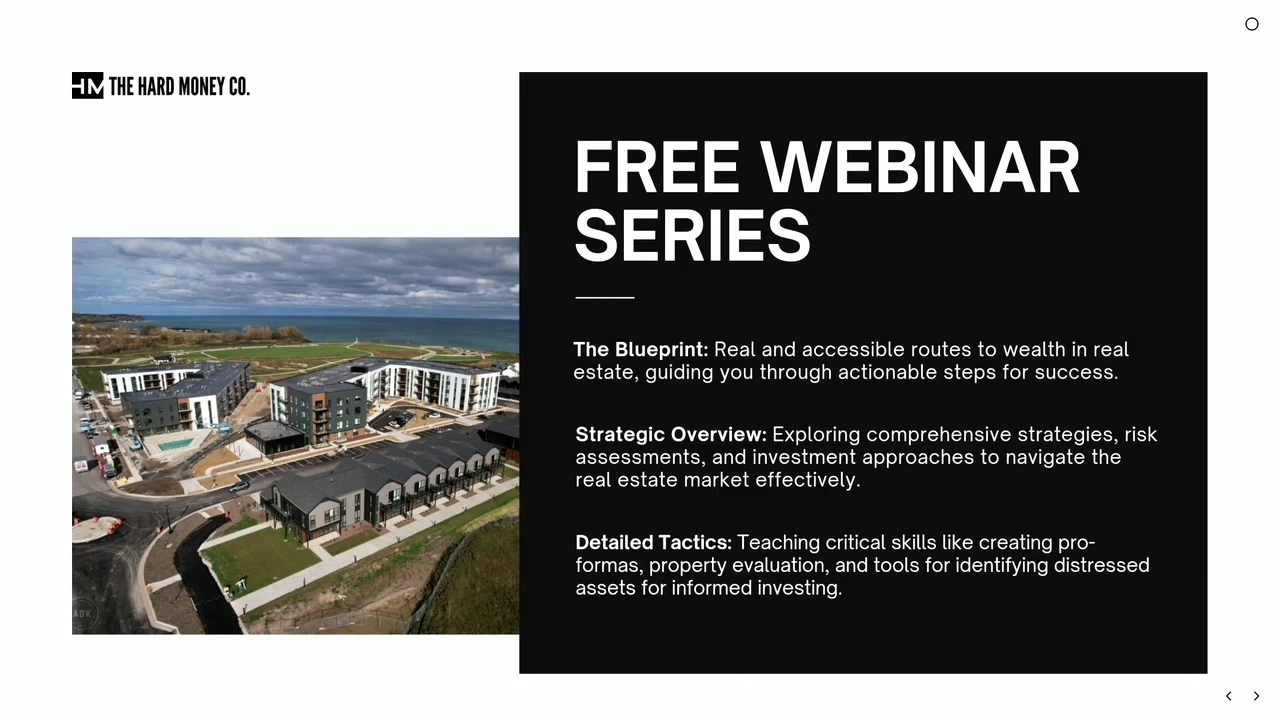 HM THE HARD MONEY CO.
FREE WEBINAR
SERIES
The Blueprint: Real and accessible routes to wealth in real
estate, guiding you through actionable steps for success.
Strategic Overview: Exploring comprehensive strategies, risk
assessments, and investment approaches to navigate the
real estate market effectively.
Detailed Tactics: Teaching critical skills like creating pro-
formas, property evaluation, and tools for identifying distressed
assets for informed investing.